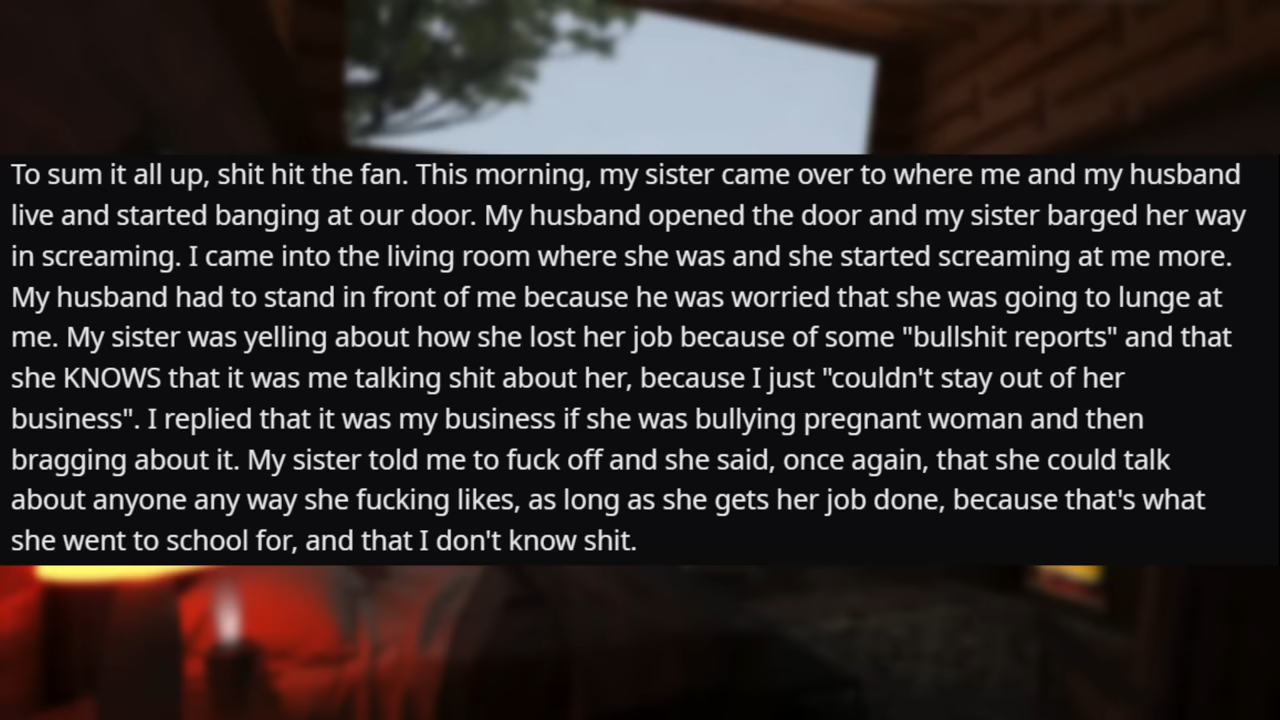 To sum it all up, shit hit the fan. This morning, my sister came over to where me and my husband
live and started banging at our door. My husband opened the door and my sister barged her way
in screaming. I came into the living room where she was and she started screaming at me more.
My husband had to stand in front of me because he was worried that she was going to lunge at
me. My sister was yelling about how she lost her job because of some "bullshit reports" and that
she KNOWS that it was me talking shit about her, because I just "couldn't stay out of her
business". I replied that it was my business if she was bullying pregnant woman and then
bragging about it. My sister told me to fuck off and she said, once again, that she could talk
about anyone any way she fucking likes, as long as she gets her job done, because that's what
she went to school for, and that I don't know shit.